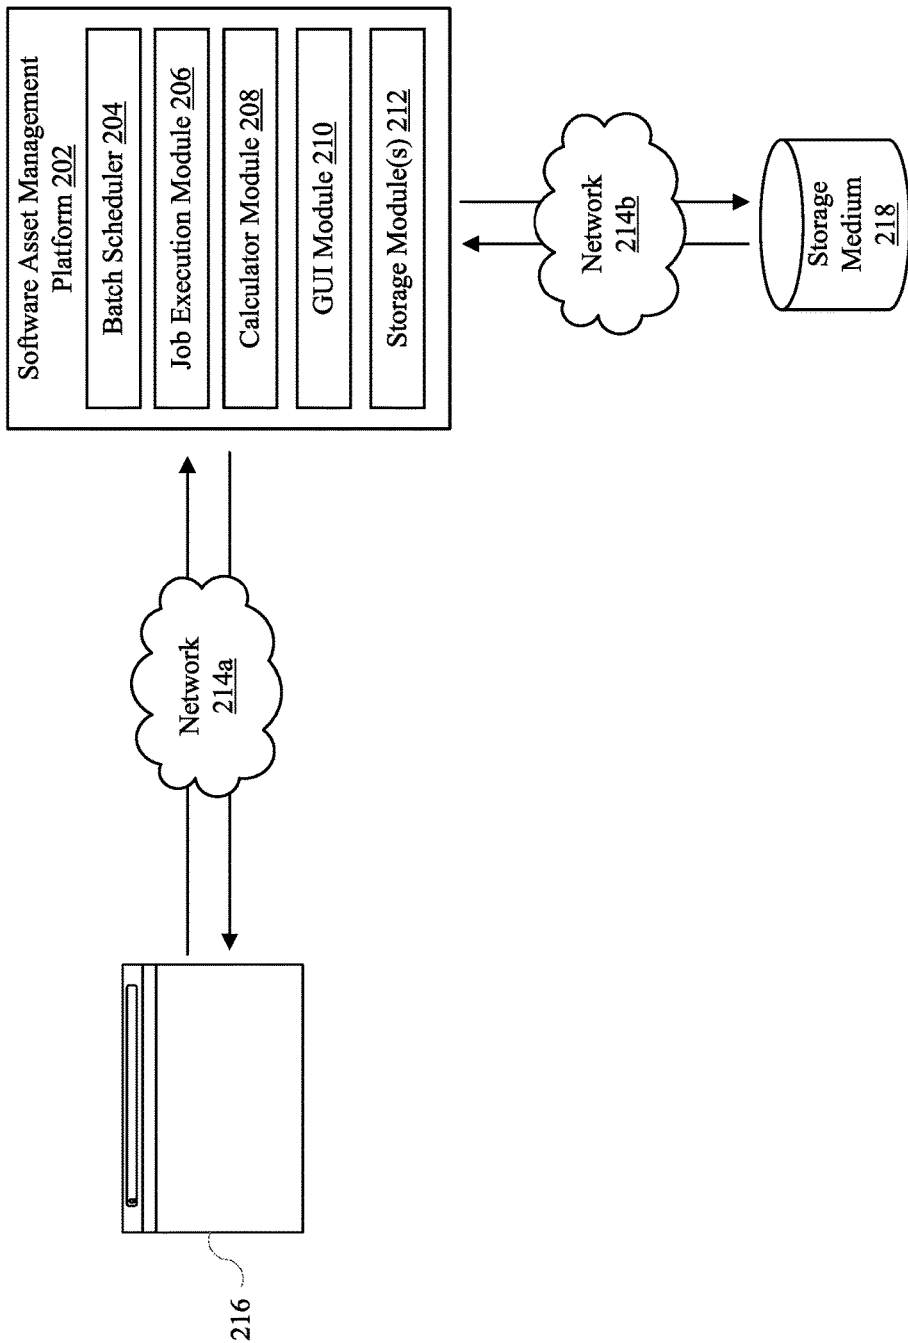 Software Asset Management
Platform 202
Batch Scheduler 204
Job Execution Module 206
Calculator Module 208
GUI Module 210
Storage Module(s) 212
Network
214a
Network
214b
Storage
Medium
218
216